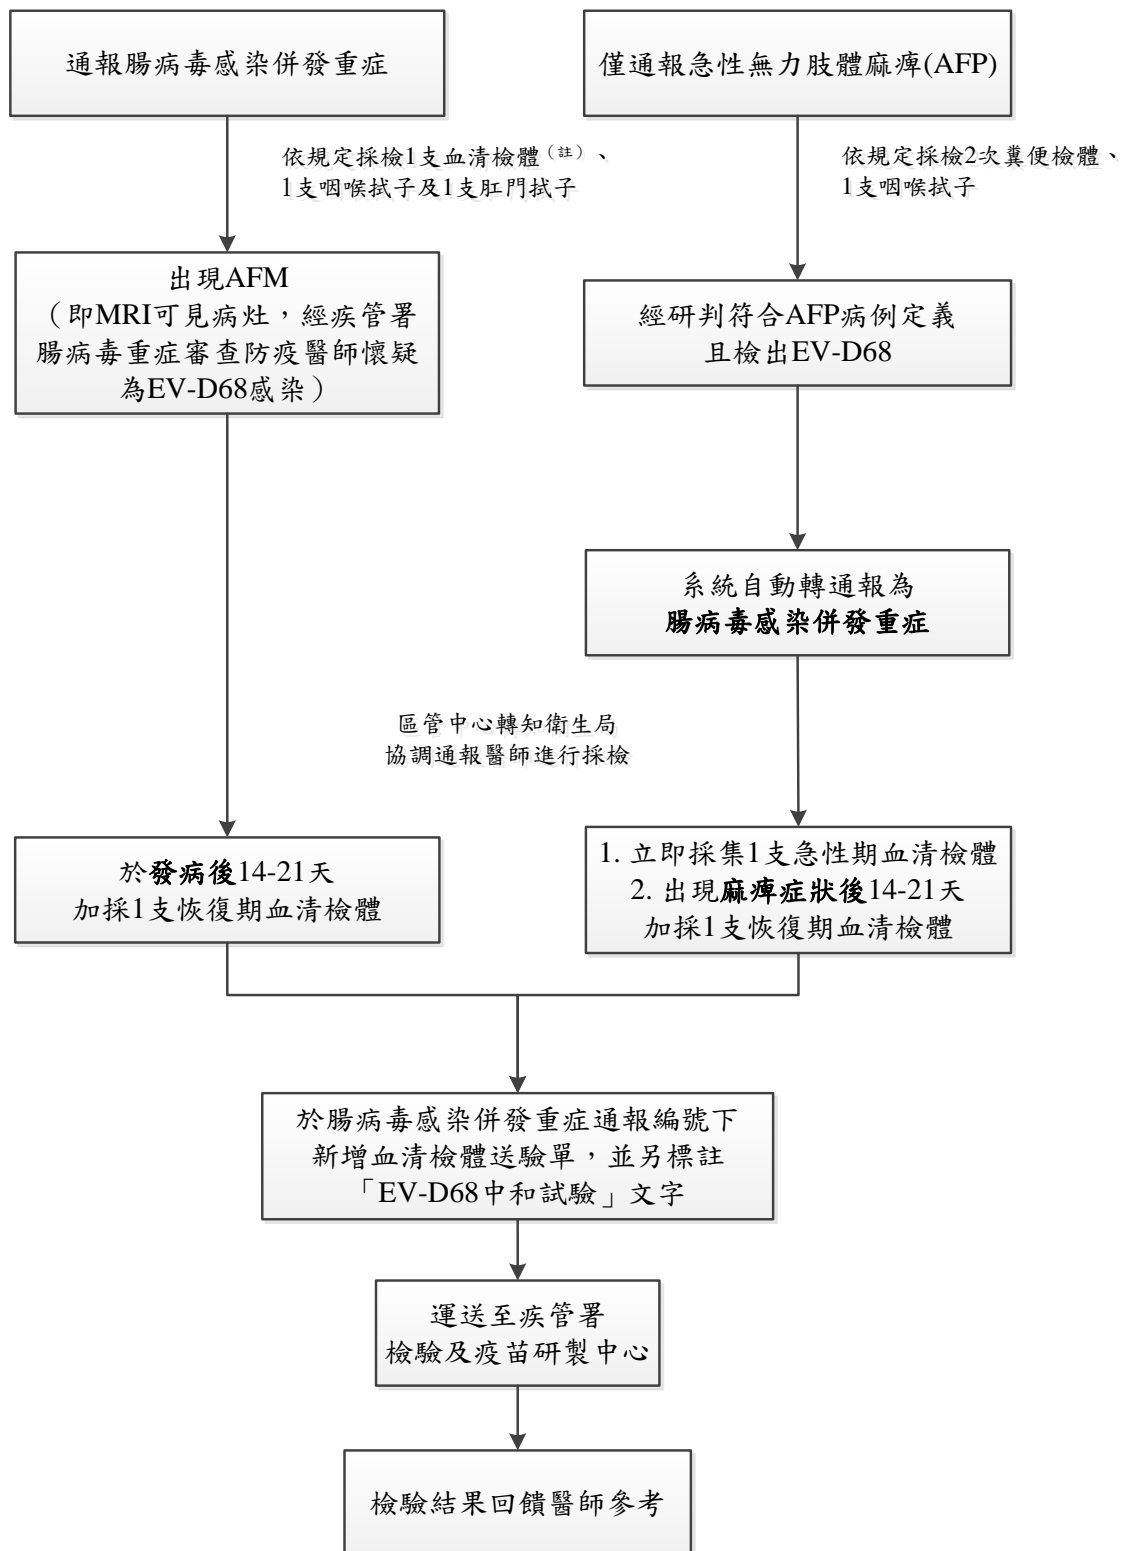 通報腸病毒感染併發重症
僅通報急性無力肢體麻痺(AFP)
依規定採檢1支血清檢體（註）、
1支咽喉拭子及1支肛門拭子
依規定採檢2次糞便檢體、
1支咽喉拭子
出現AFM
（即MRI可見病灶，經疾管署
腸病毒重症審查防疫醫師懷疑
為EV-D68感染）
經研判符合AFP病例定義
且檢出EV-D68
系統自動轉通報為
腸病毒感染併發重症
區管中心轉知衛生局
協調通報醫師進行採檢
於發病後14-21天
加採1支恢復期血清檢體
1. 立即採集1支急性期血清檢體
2. 出現麻痺症狀後14-21天
加採1支恢復期血清檢體
於腸病毒感染併發重症通報編號下
新增血清檢體送驗單，並另標註
「EV-D68中和試驗」文字
運送至疾管署
檢驗及疫苗研製中心
檢驗結果回饋醫師參考